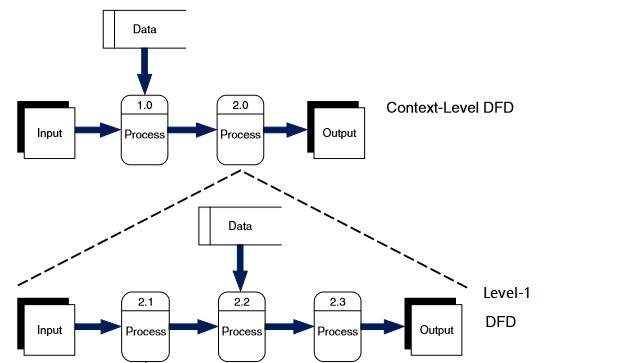 Data
1.0
2.0
Input
Process
Process
Output
Context-Level DFD
Data
2.1
2.2
2.3
Input
Process
Process
Process
Output
Level-1
DFD